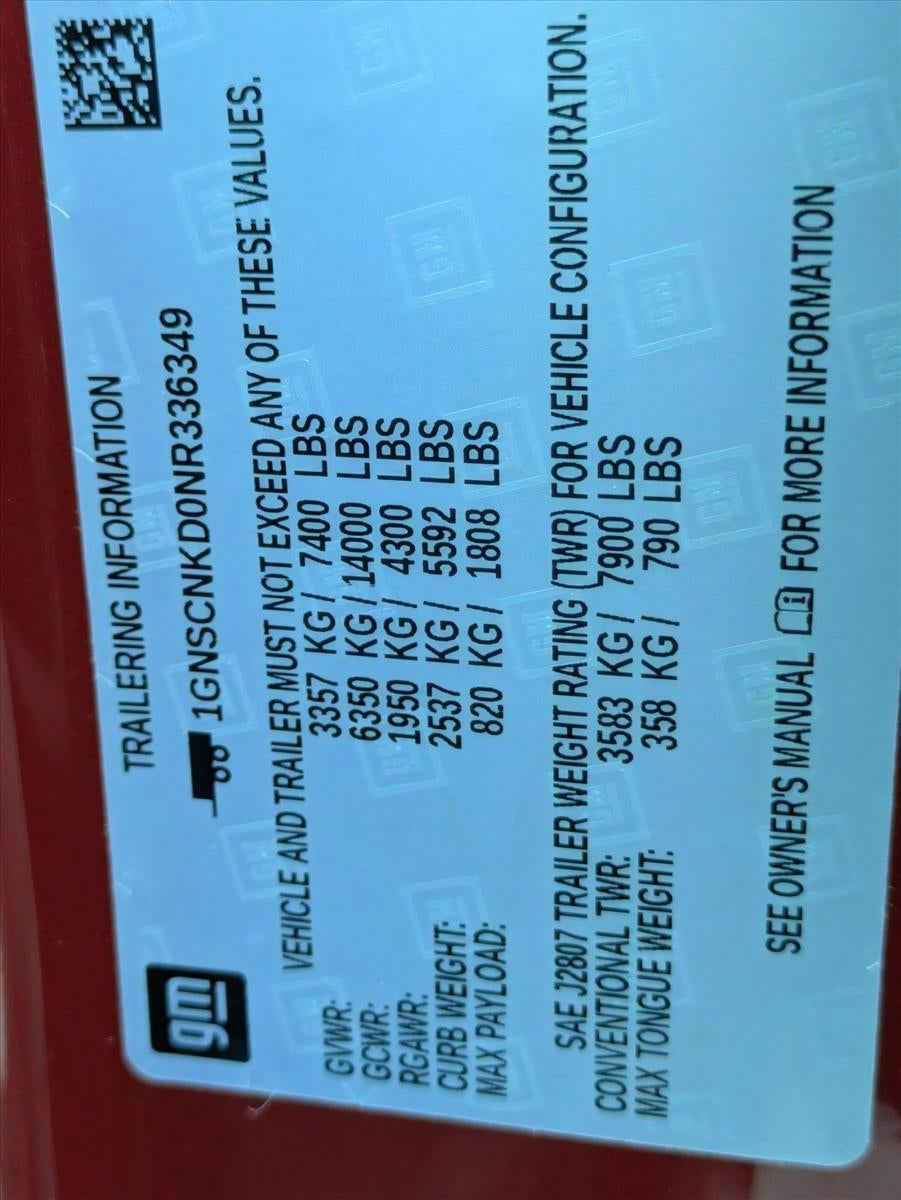 gm
TRAILERING INFORMATION
1GNSCNKD0NR336349
VEHICLE AND TRAILER MUST NOT EXCEED ANY OF THESE VALUES.
GVWR: 3357 KG / 7400 LBS
GCWR: 6350 KG / 14000 LBS
RGAWR: 1950 KG / 4300 LBS
CURB WEIGHT: 2537 KG / 5592 LBS
MAX PAYLOAD: 820 KG / 1808 LBS
SAE J2807 TRAILER WEIGHT RATING (TWR) FOR VEHICLE CONFIGURATION.
CONVENTIONAL TWR: 3583 KG / 7900 LBS
MAX TONGUE WEIGHT: 358 KG / 790 LBS
SEE OWNER'S MANUAL i FOR MORE INFORMATION